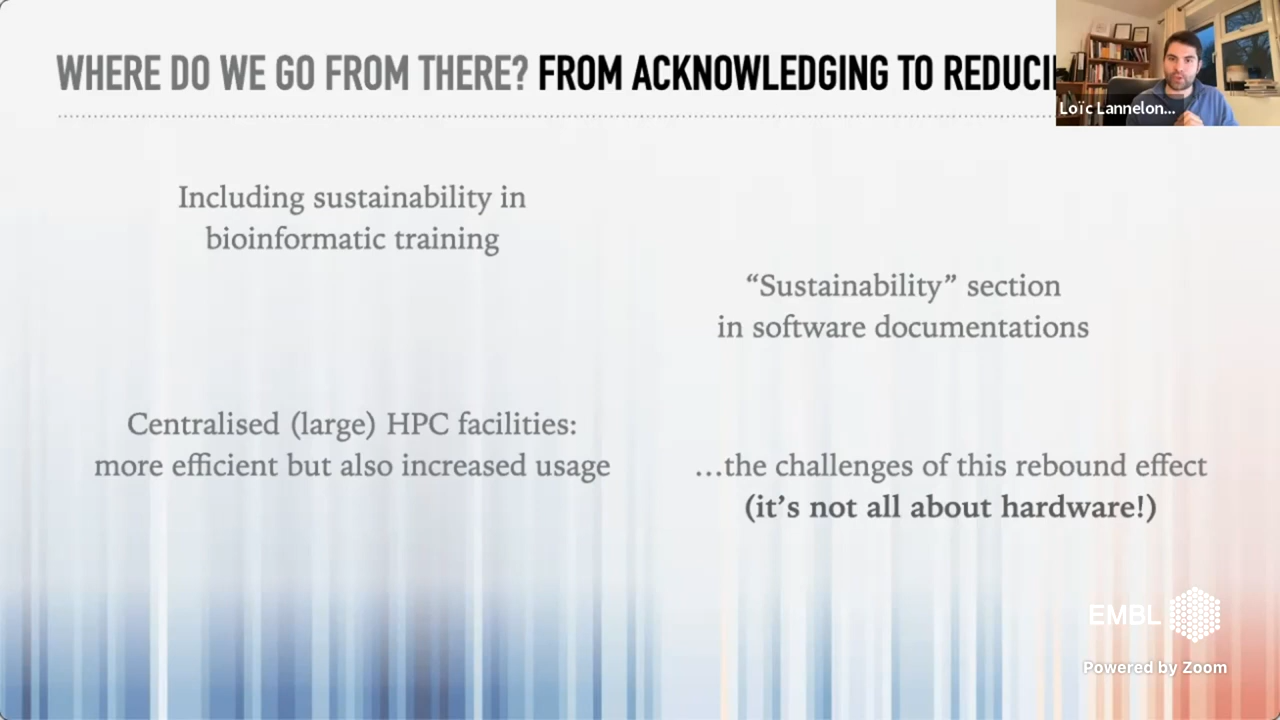 WHERE DO WE GO FROM THERE? FROM ACKNOWLEDGING TO
Loïc Lannelon...
Including sustainability in
bioinformatic training
“Sustainability” section
in software documentations
Centralised (large) HPC facilities:
more efficient but also increased usage
...the challenges of this rebound effect
(it’s not all about hardware!)
EMBL
Powered by Zoom